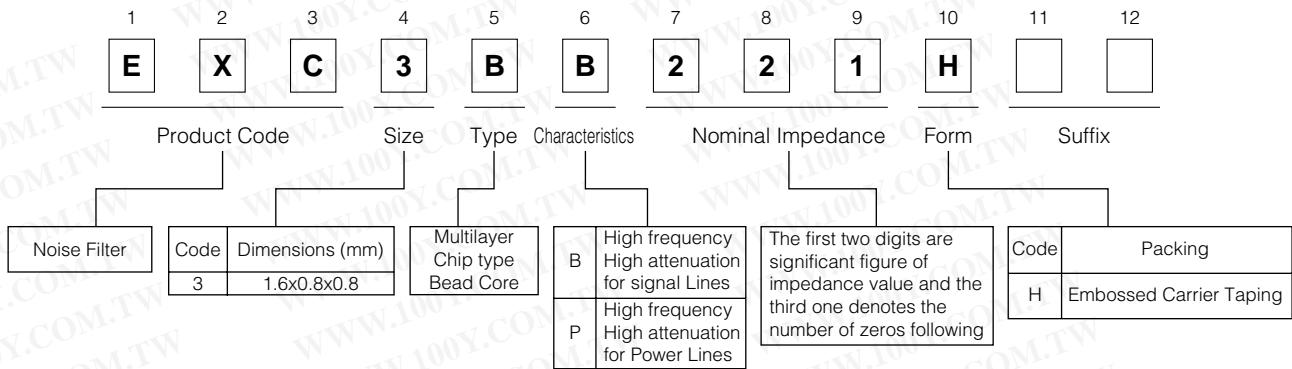 1 2 3 4 5 6 7 8 9 10 11 12
E X C 3 B B 2 2 1 H
Product Code Size Type Characteristics Nominal Impedance Form Suffix
Noise Filter
Code Dimensions (mm)
3 1.6x0.8x0.8
Multilayer
Chip type
Bead Core
B High frequency
High attenuation
for signal Lines
P High frequency
High attenuation
for Power Lines
The first two digits are
significant figure of
impedance value and the
third one denotes the
number of zeros following
Code Packing
H Embossed Carrier Taping
WWW.100Y.COM.TW